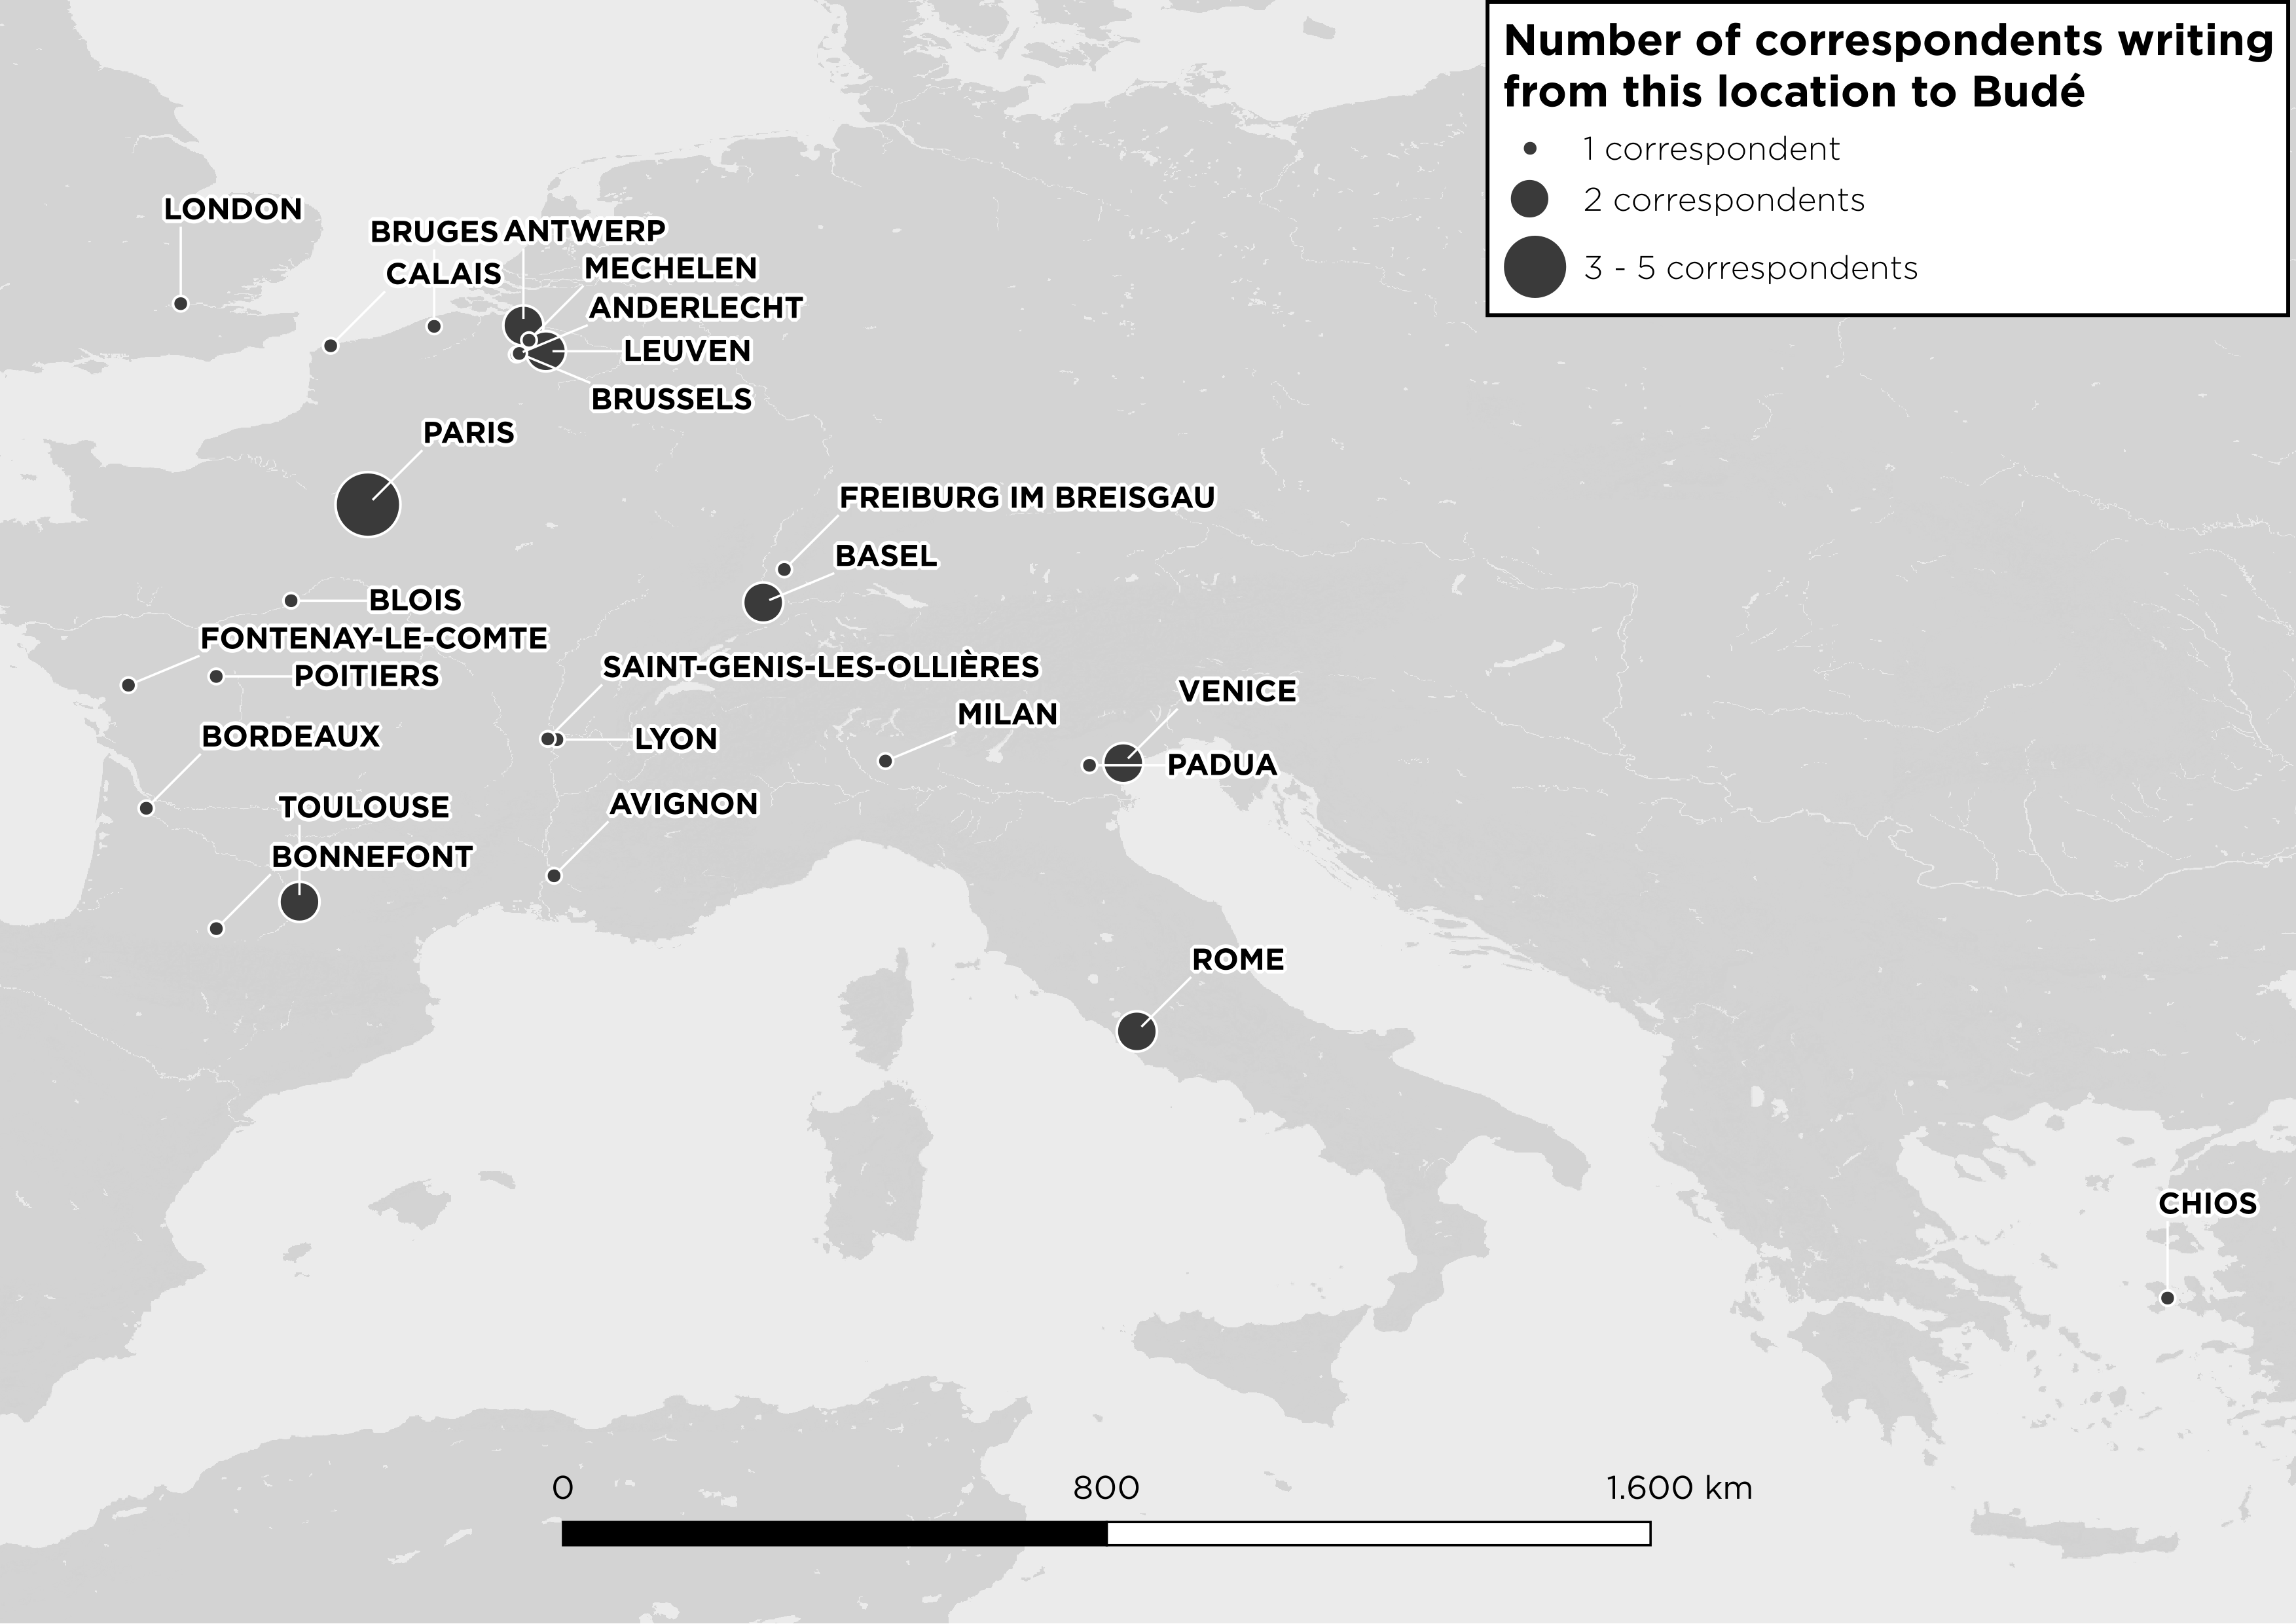 Number of correspondents writing
from this location to Budé
1 correspondent
2 correspondents
3 - 5 correspondents
LONDON
BRUGES
ANTWERP
CALAIS
MECHELEN
ANDERLECHT
LEUVEN
BRUSSELS
PARIS
FREIBURG IM BREISGAU
BASEL
BLOIS
FONTENAY-LE-COMTE
POITIERS
SAINT-GENIS-LES-OLLIÈRES
VENICE
MILAN
BORDEAUX
LYON
PADUA
TOULOUSE
AVIGNON
BONNEFONT
ROME
CHIOS
0
800
1.600 km